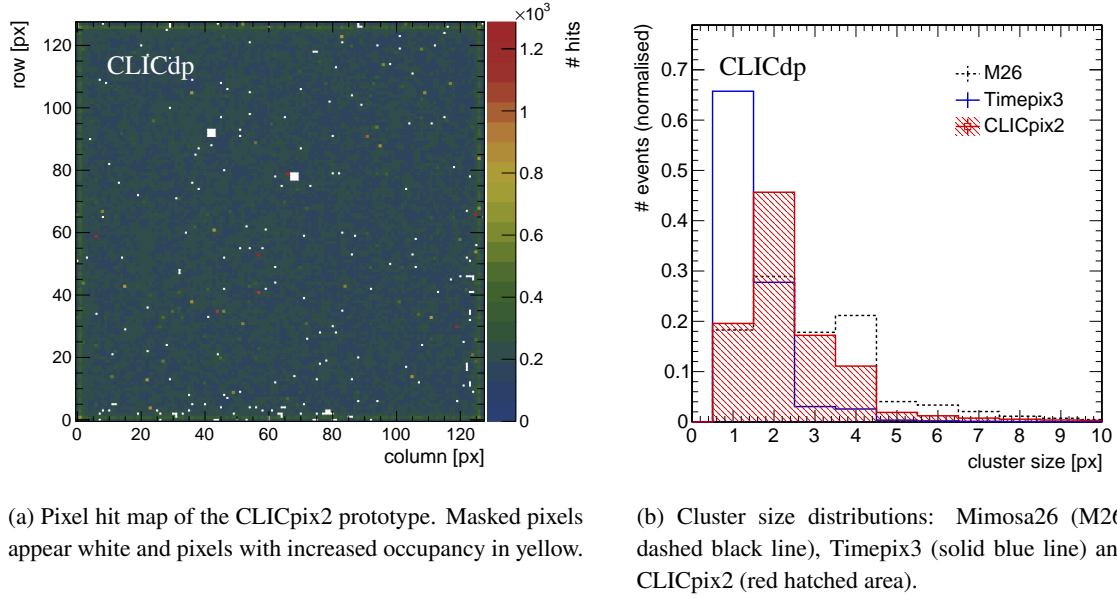 ×10³
row [px]
120
100
80
60
40
20
0
CLICdp
0 20 40 60 80 100 120
column [px]
1.2
1
0.8
0.6
0.4
0.2
0
# hits
# events (normalised)
0.7
0.6
0.5
0.4
0.3
0.2
0.1
0
CLICdp
M26
Timepix3
CLICpix2
0 1 2 3 4 5 6 7 8 9 10
cluster size [px]
(a) Pixel hit map of the CLICpix2 prototype. Masked pixels
appear white and pixels with increased occupancy in yellow.
(b) Cluster size distributions: Mimosa26 (M26
dashed black line), Timepix3 (solid blue line) an
CLICpix2 (red hatched area).